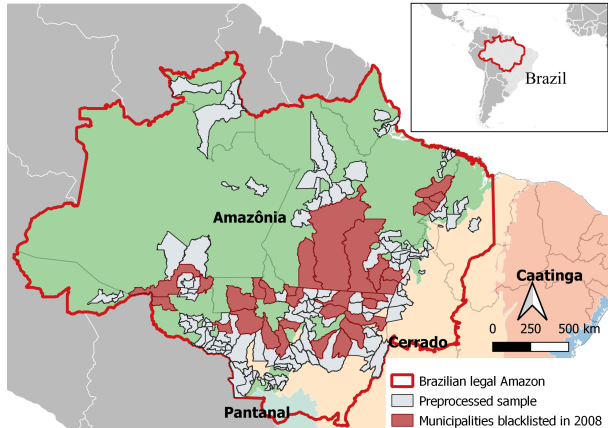 Brazil
Amazônia
Caatinga
0 250 500 km
Cerrado
Pantanal
Brazilian legal Amazon
Preprocessed sample
Municipalities blacklisted in 2008